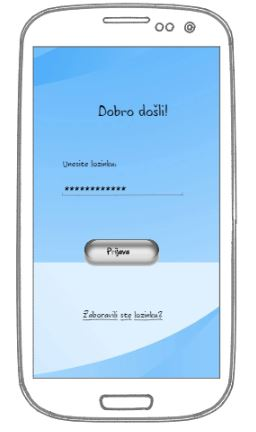 Dobro došli!
Unesite lozinku:
************
Prijava
Zaboravili ste lozinku?